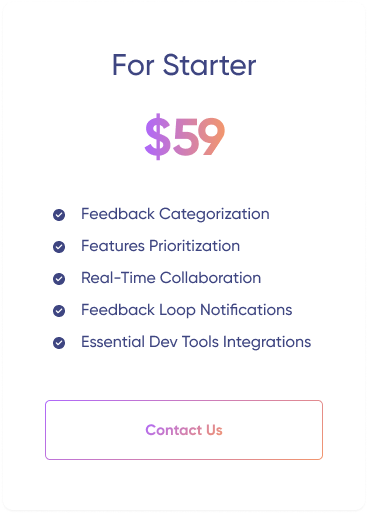 For Starter
$59
Feedback Categorization
Features Prioritization
Real-Time Collaboration
Feedback Loop Notifications
Essential Dev Tools Integrations
Contact Us